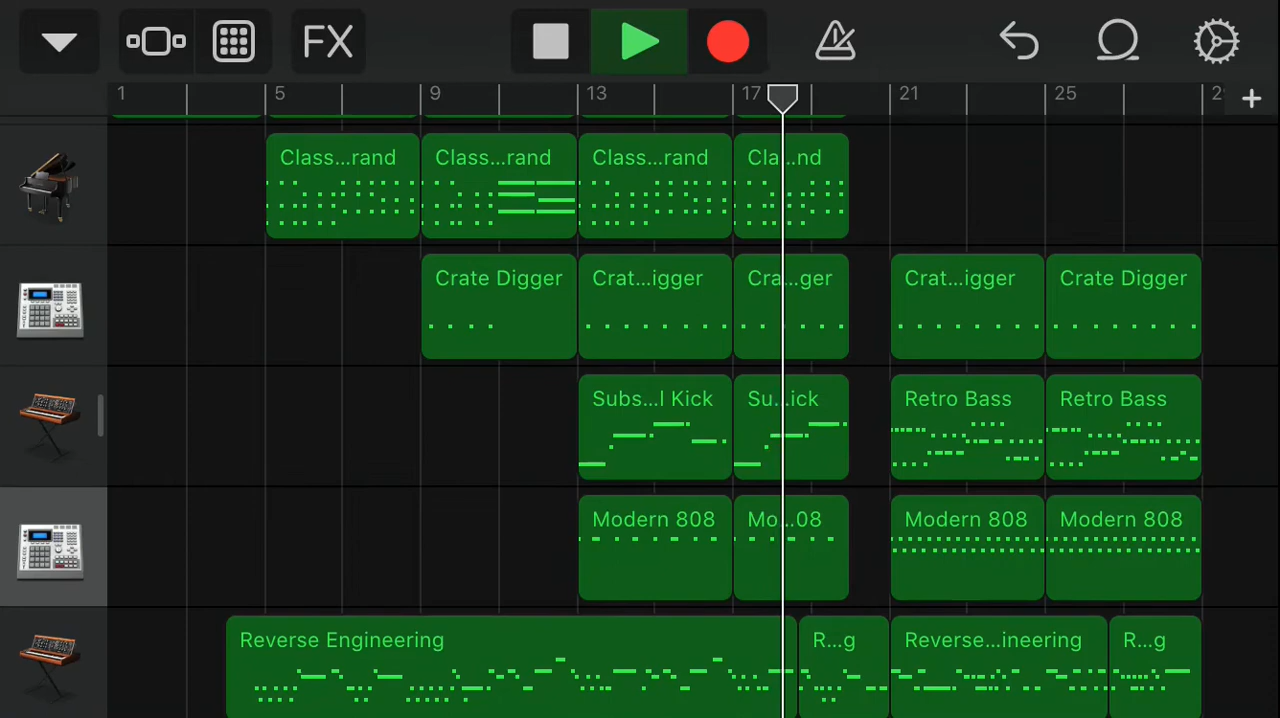 FX
1 5 9 13 17 21 25
Class...rand Class...rand Class...rand Cla...nd
Crate Digger Crat...igger Cra...ger Crat...igger Crate Digger
Subs...l Kick Su...ick Retro Bass Retro Bass
Modern 808 Mo...08 Modern 808 Modern 808
Reverse Engineering R...g Reverse...ineering R...g